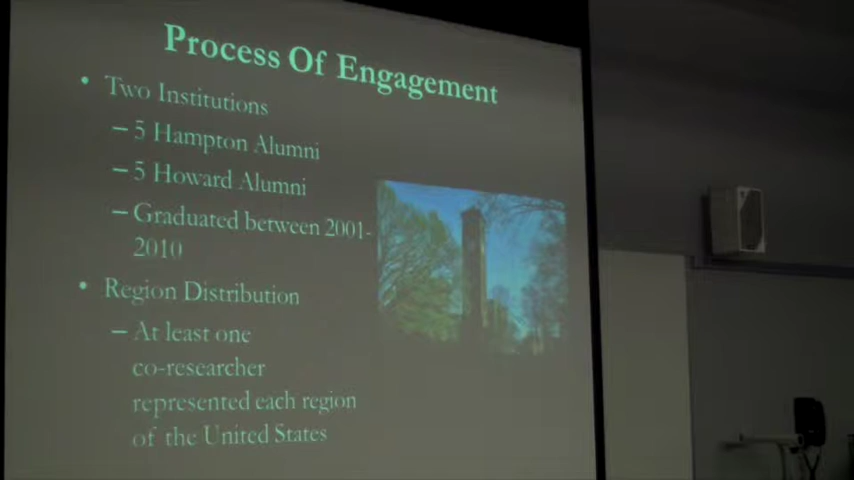 Process Of Engagement
• Two Institutions
– 5 Hampton Alumni
– 5 Howard Alumni
– Graduated between 2001-
2010
• Region Distribution
– At least one
co-researcher
represented each region
of the United States